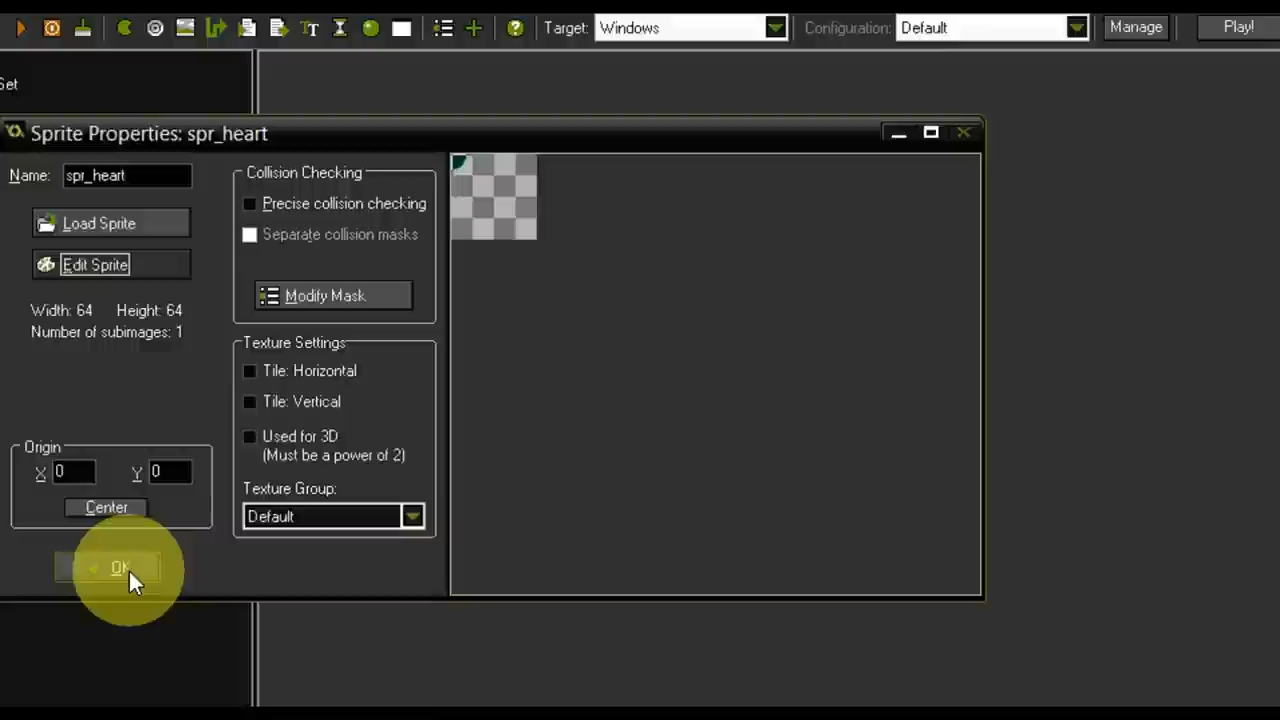 Target: Windows Configuration: Default Manage Play!
Set
Sprite Properties: spr_heart
Name: spr_heart
Load Sprite
Edit Sprite
Width: 64 Height: 64
Number of subimages: 1
Origin
X 0 Y 0
Center
OK
Collision Checking
Precise collision checking
Separate collision masks
Modify Mask
Texture Settings
Tile: Horizontal
Tile: Vertical
Used for 3D
(Must be a power of 2)
Texture Group:
Default